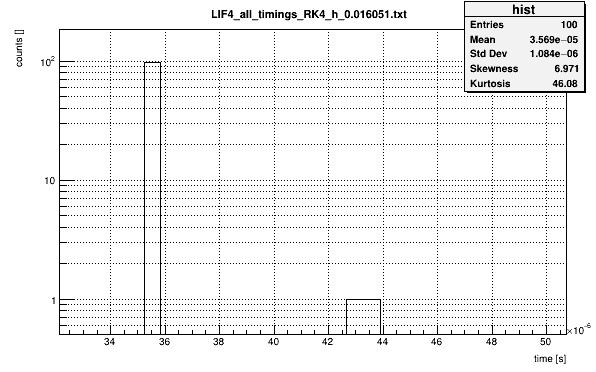 LIF4_all_timings_RK4_h_0.016051.txt
hist
Entries 100
Mean 3.569e−05
Std Dev 1.084e−06
Skewness 6.971
Kurtosis 46.08
counts []
10²
10
1
34 36 38 40 42 44 46 48 50
×10⁻⁶
time [s]